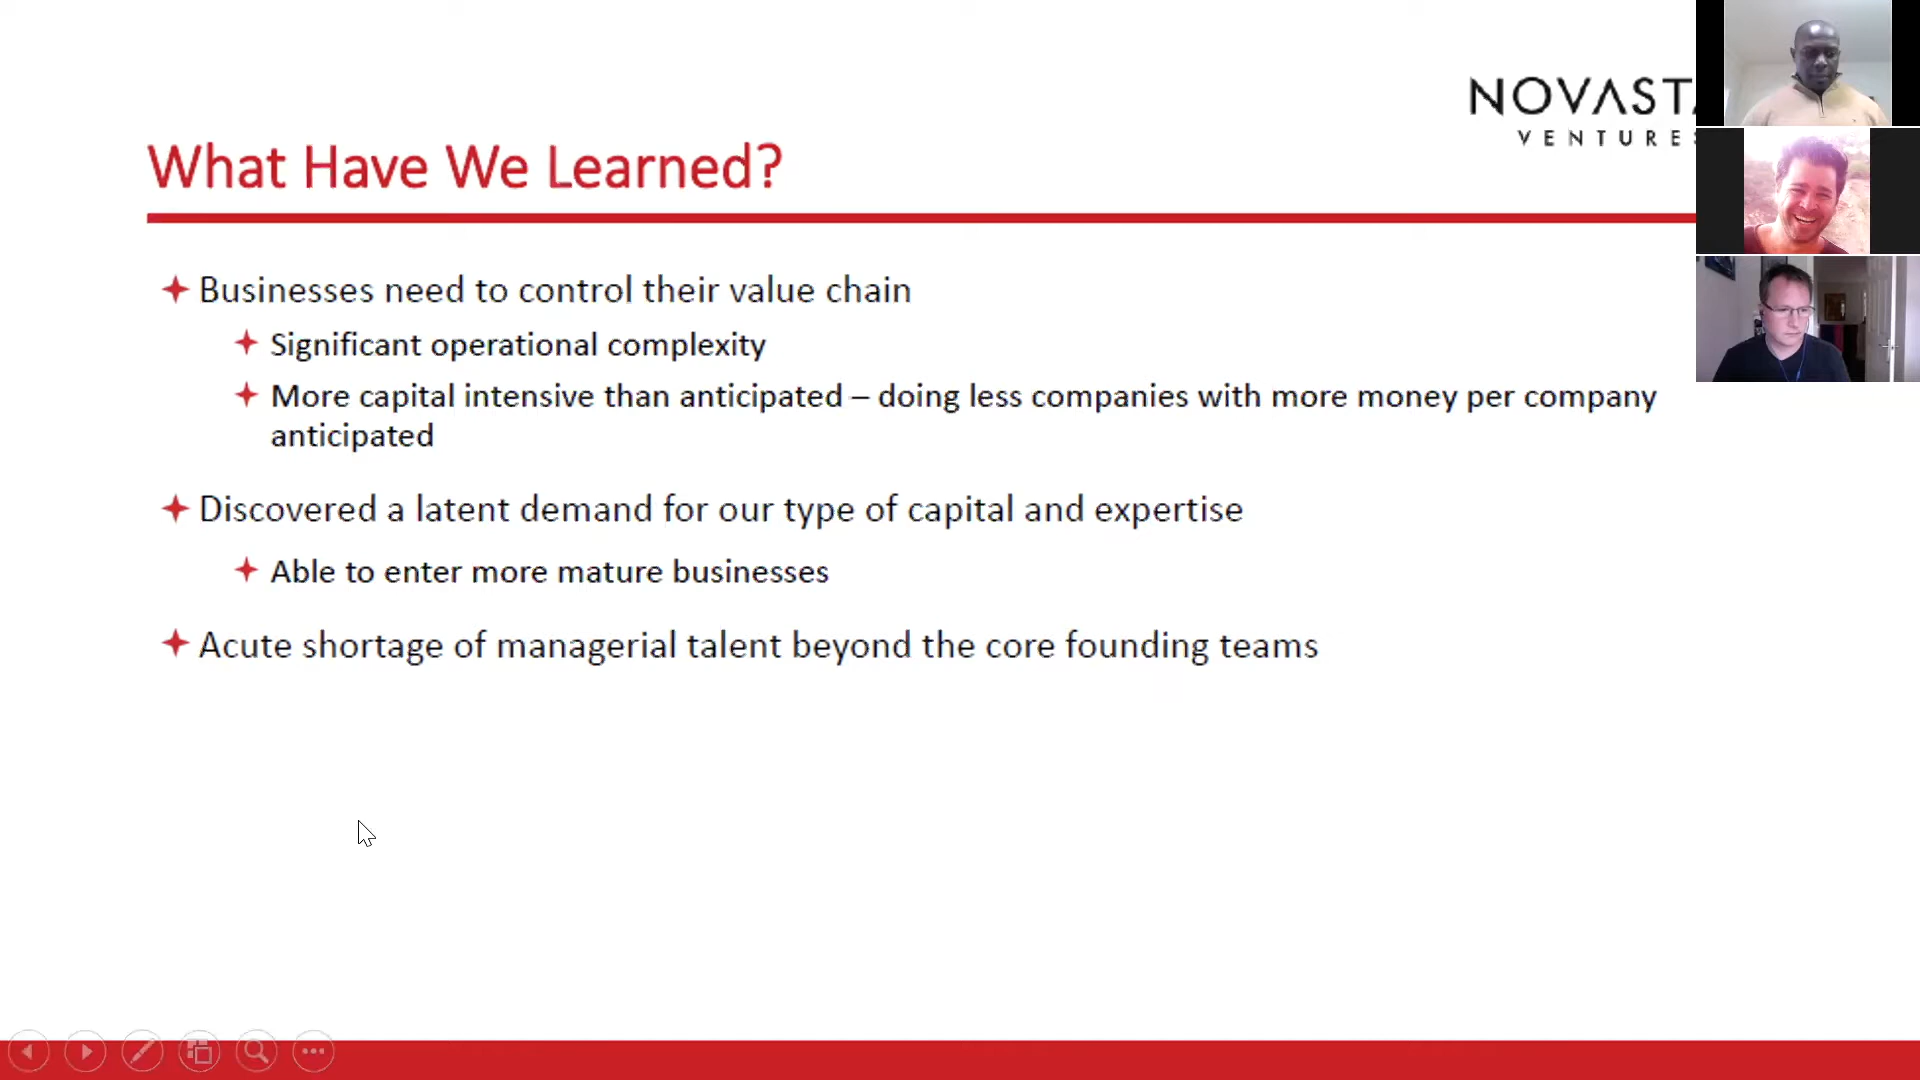 NOVASTA
VENTURES
What Have We Learned?
Businesses need to control their value chain
Significant operational complexity
More capital intensive than anticipated – doing less companies with more money per company
anticipated
Discovered a latent demand for our type of capital and expertise
Able to enter more mature businesses
Acute shortage of managerial talent beyond the core founding teams